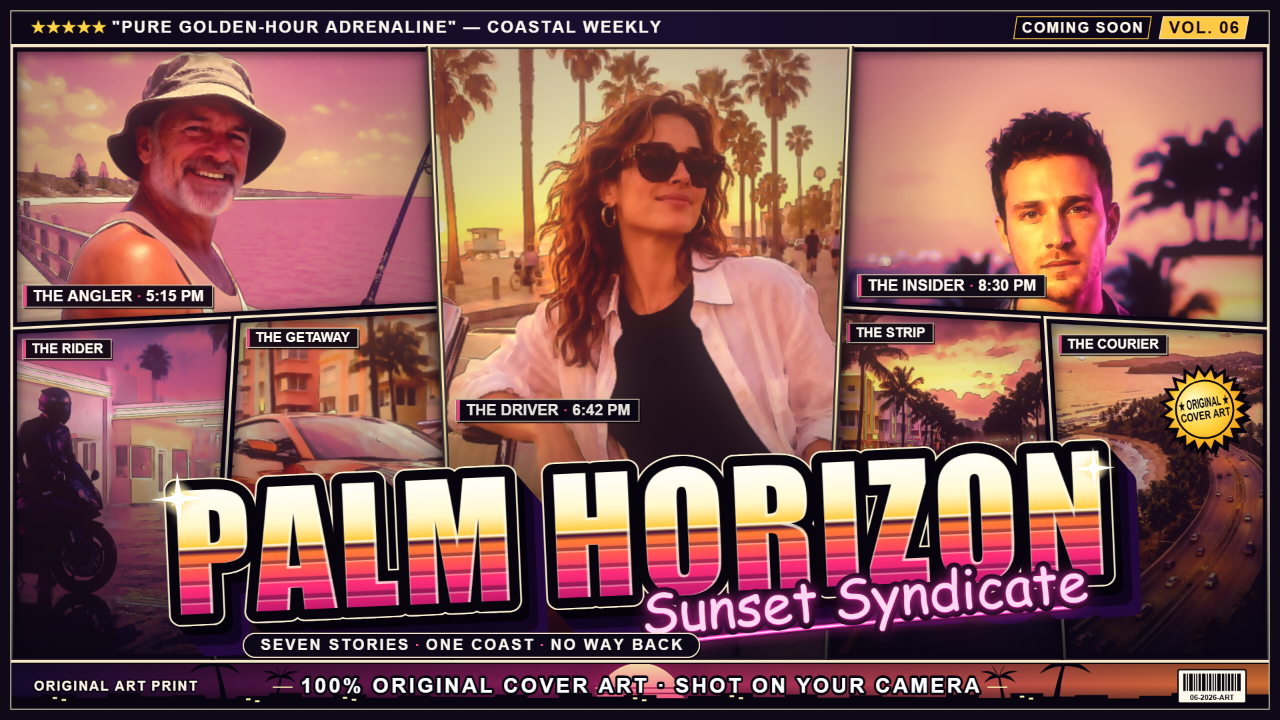 ★★★★★ "PURE GOLDEN-HOUR ADRENALINE" — COASTAL WEEKLY
COMING SOON
VOL. 06
THE ANGLER · 5:15 PM
THE INSIDER · 8:30 PM
THE RIDER
THE GETAWAY
THE DRIVER · 6:42 PM
THE STRIP
THE COURIER
★ ORIGINAL ★
COVER ART
PALM HORIZON
Sunset Syndicate
SEVEN STORIES · ONE COAST · NO WAY BACK
ORIGINAL ART PRINT
— 100% ORIGINAL COVER ART · SHOT ON YOUR CAMERA —
06-2026-ART